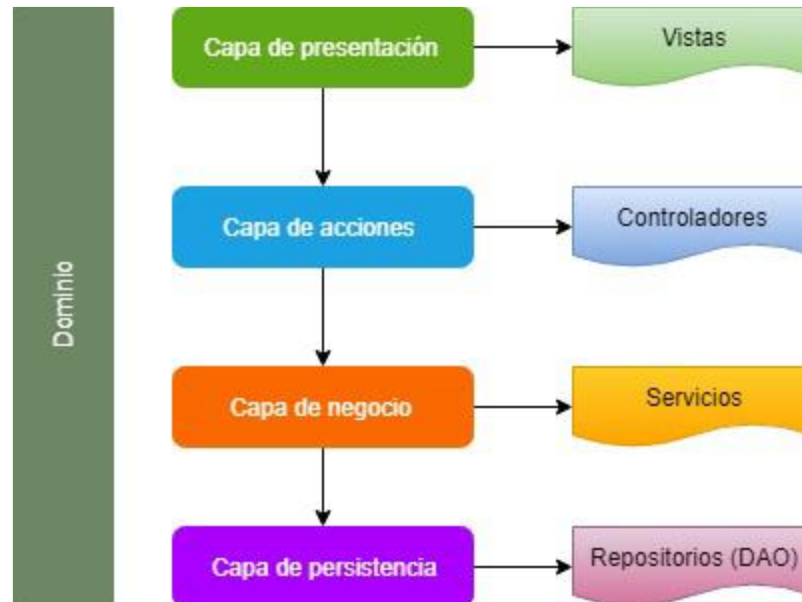 Capa de presentación
Vistas
Capa de acciones
Controladores
Dominio
Capa de negocio
Servicios
Capa de persistencia
Repositorios (DAO)